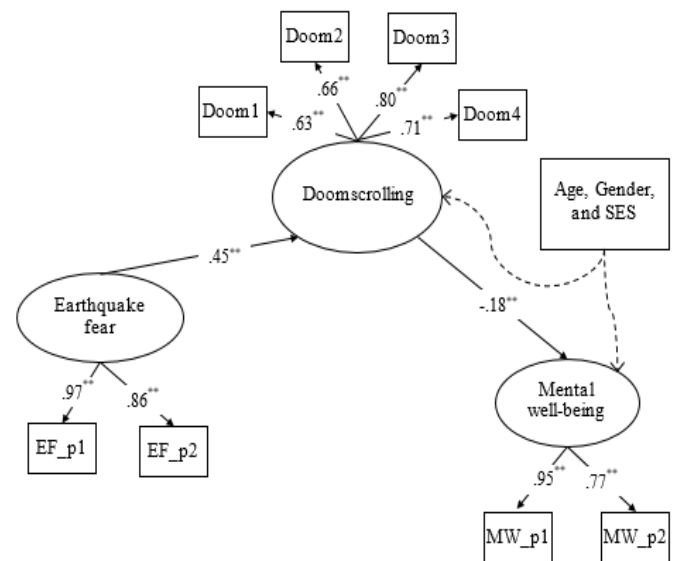 Doom2
Doom3
Doom1
Doom4
.66**
.80**
.63**
.71**
Doomscrolling
Age, Gender,
and SES
.45**
-.18**
Earthquake
fear
.97**
.86**
EF_p1
EF_p2
Mental
well-being
.95**
.77**
MW_p1
MW_p2